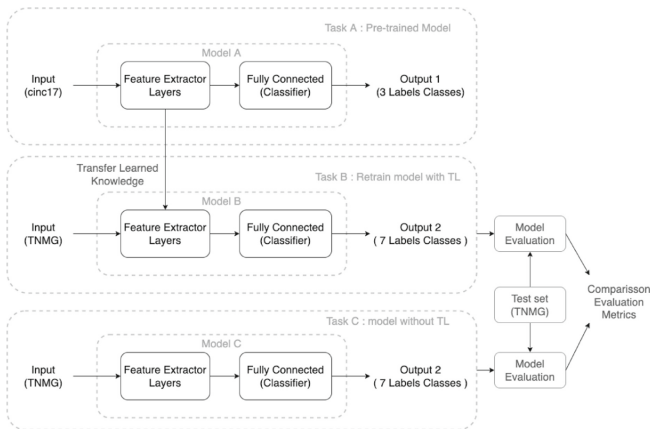 Task A : Pre-trained Model
Model A
Input
(cinc17)
Feature Extractor
Layers
Fully Connected
(Classifier)
Output 1
(3 Labels Classes)
Transfer Learned
Knowledge
Task B : Retrain model with TL
Model B
Input
(TNMG)
Feature Extractor
Layers
Fully Connected
(Classifier)
Output 2
( 7 Labels Classes )
Model
Evaluation
Test set
(TNMG)
Comparisson
Evaluation
Metrics
Task C : model without TL
Model C
Input
(TNMG)
Feature Extractor
Layers
Fully Connected
(Classifier)
Output 2
( 7 Labels Classes )
Model
Evaluation